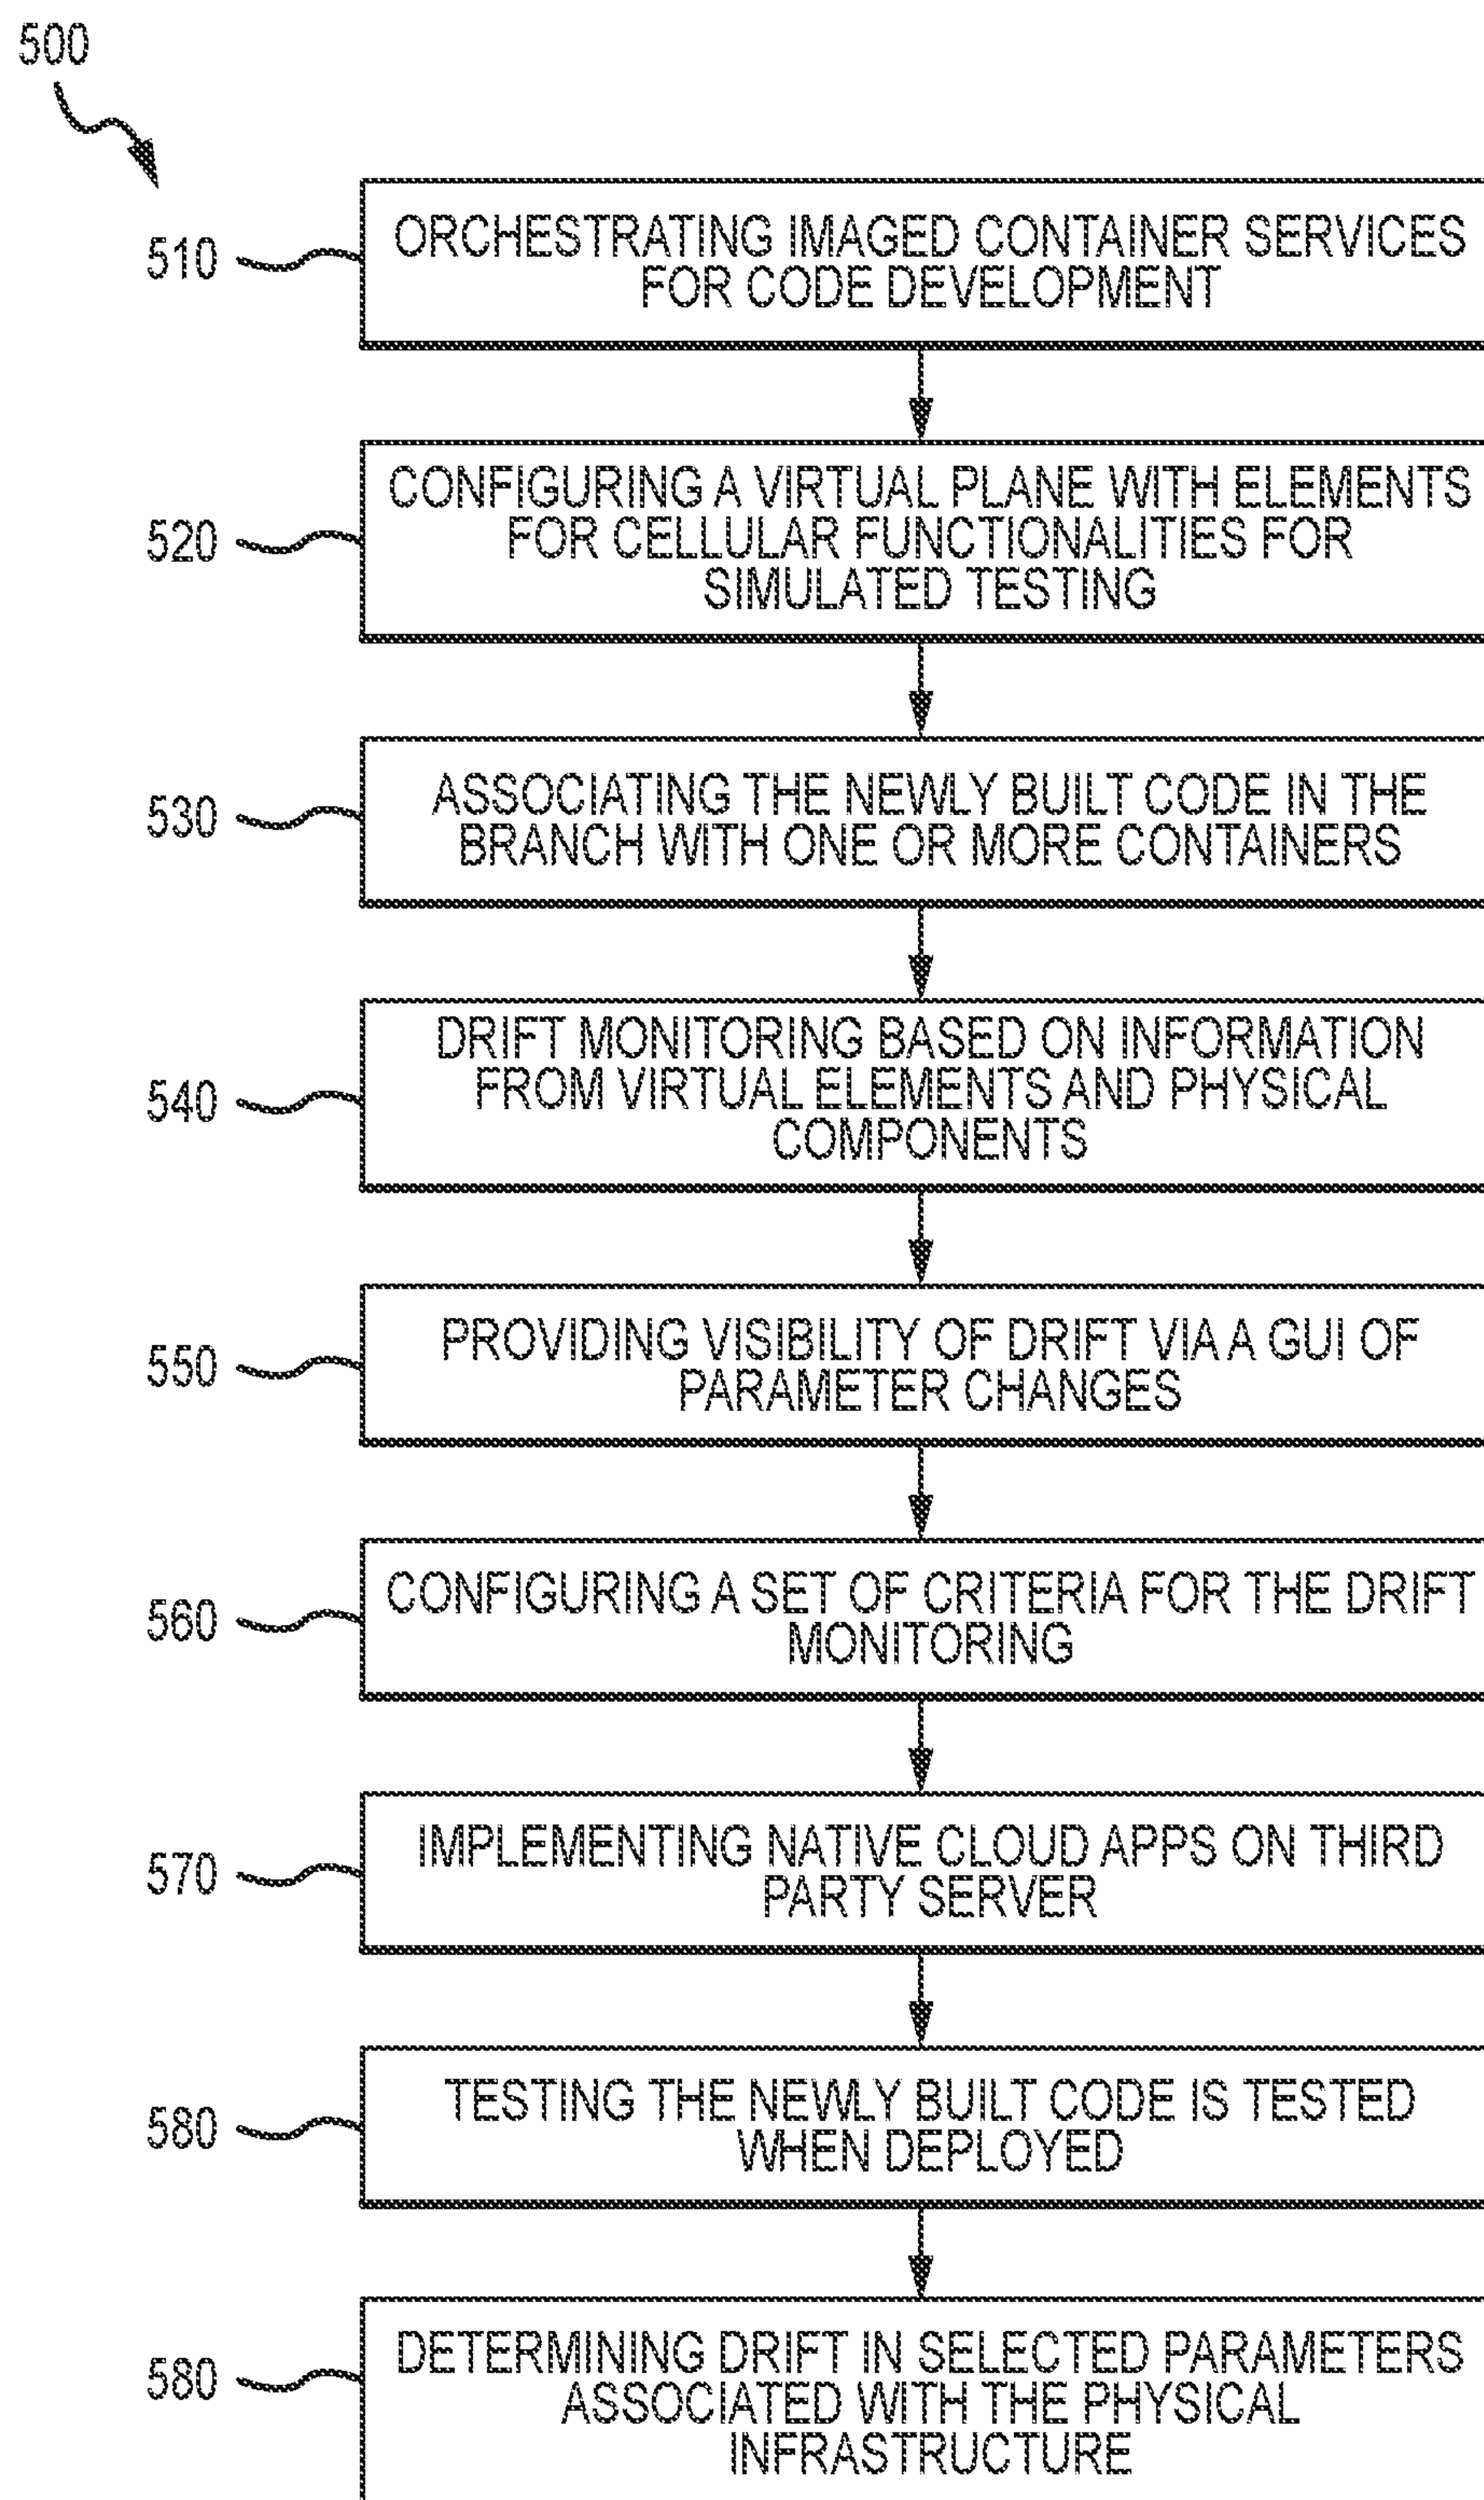 500
510
ORCHESTRATING IMAGED CONTAINER SERVICES
FOR CODE DEVELOPMENT
520
CONFIGURING A VIRTUAL PLANE WITH ELEMENTS
FOR CELLULAR FUNCTIONALITIES FOR
SIMULATED TESTING
530
ASSOCIATING THE NEWLY BUILT CODE IN THE
BRANCH WITH ONE OR MORE CONTAINERS
540
DRIFT MONITORING BASED ON INFORMATION
FROM VIRTUAL ELEMENTS AND PHYSICAL
COMPONENTS
550
PROVIDING VISIBILITY OF DRIFT VIA A GUI OF
PARAMETER CHANGES
560
CONFIGURING A SET OF CRITERIA FOR THE DRIFT
MONITORING
570
IMPLEMENTING NATIVE CLOUD APPS ON THIRD
PARTY SERVER
580
TESTING THE NEWLY BUILT CODE IS TESTED
WHEN DEPLOYED
580
DETERMINING DRIFT IN SELECTED PARAMETERS
ASSOCIATED WITH THE PHYSICAL
INFRASTRUCTURE